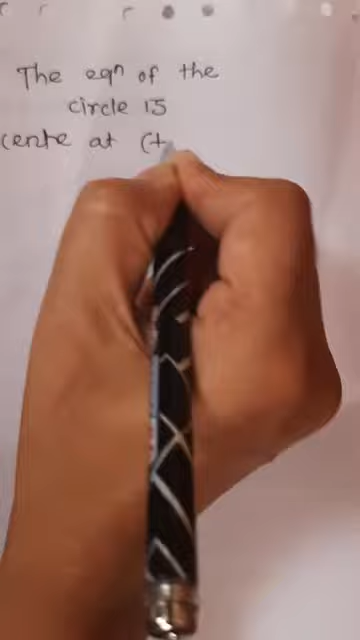 The eqn of the
circle is
centre at (+